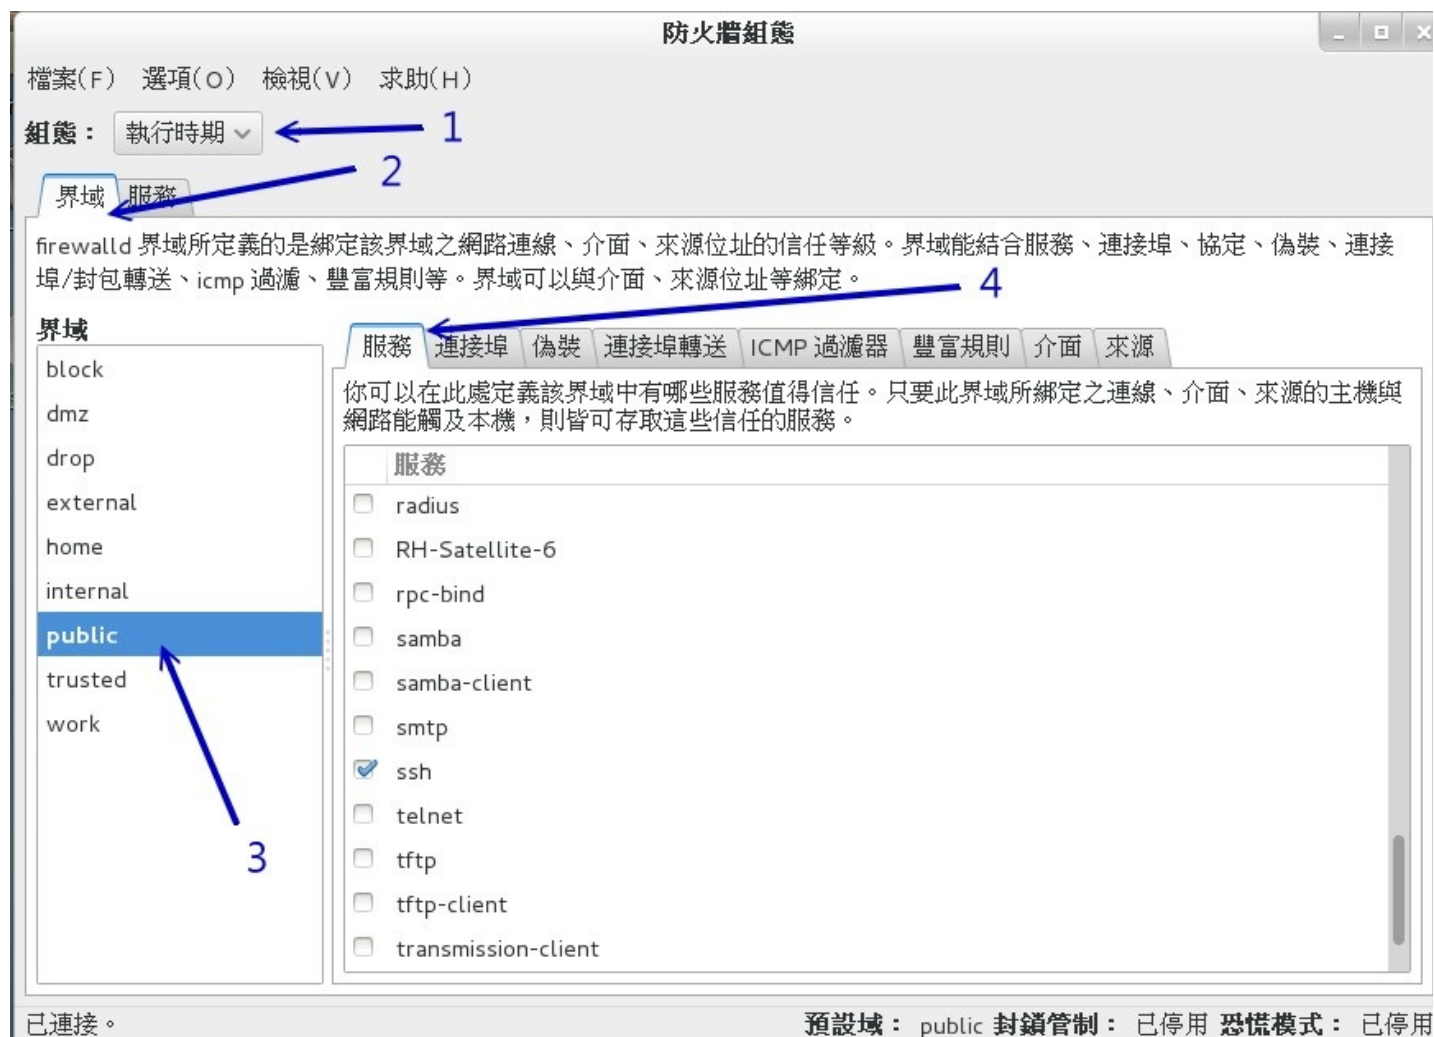 防火牆組態
檔案(F) 選項(O) 檢視(V) 求助(H)
組態： 執行時期
1
2
界域 服務
firewalld 界域所定義的是綁定該界域之網路連線、介面、來源位址的信任等級。界域能結合服務、連接埠、協定、偽裝、連接
埠/封包轉送、icmp 過濾、豐富規則等。界域可以與介面、來源位址等綁定。
4
界域
block
dmz
drop
external
home
internal
public
trusted
work
3
服務 連接埠 偽裝 連接埠轉送 ICMP 過濾器 豐富規則 介面 來源
你可以在此處定義該界域中有哪些服務值得信任。只要此界域所綁定之連線、介面、來源的主機與
網路能觸及本機，則皆可存取這些信任的服務。
服務
radius
RH-Satellite-6
rpc-bind
samba
samba-client
smtp
ssh
telnet
tftp
tftp-client
transmission-client
已連接。
預設域： public 封鎖管制： 已停用 恐慌模式： 已停用